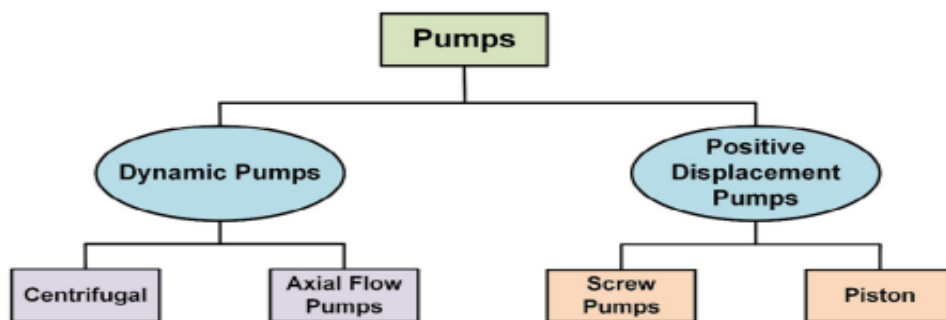 Pumps
Dynamic Pumps
Positive
Displacement
Pumps
Centrifugal
Axial Flow
Pumps
Screw
Pumps
Piston